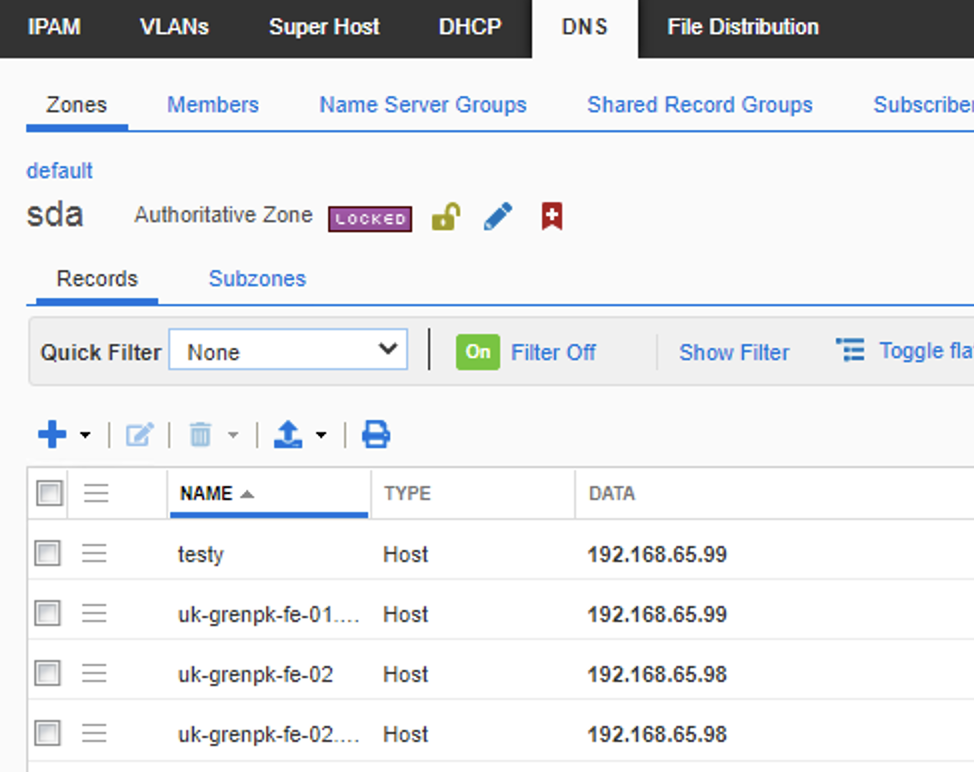 IPAM VLANs Super Host DHCP DNS File Distribution
Zones Members Name Server Groups Shared Record Groups Subscriber
default
sda Authoritative Zone LOCKED
Records Subzones
Quick Filter None On Filter Off Show Filter Toggle fla
NAME TYPE DATA
testy Host 192.168.65.99
uk-grenpk-fe-01.... Host 192.168.65.99
uk-grenpk-fe-02 Host 192.168.65.98
uk-grenpk-fe-02.... Host 192.168.65.98